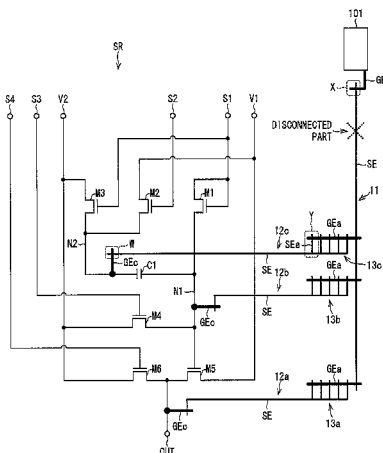 101
SR
GE
X
S4 S3 V2 S2 S1 V1
DISCONNECTED
PART
SE
11
M3 M2 M1
Y
12c
GEa
SEa
N2
W
GEc
C1
SE
13c
12b
GEa
N1
SE
GEc
13b
M4
M6 M5
12a
GEa
SE
GEc
13a
OUT